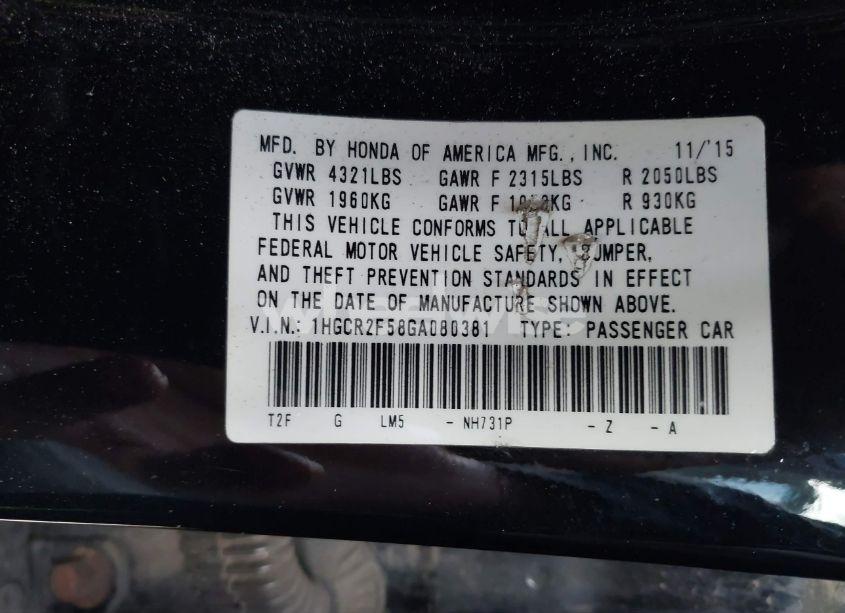 MFD. BY HONDA OF AMERICA MFG., INC. 11/'15
GVWR 4321LBS GAWR F 2315LBS R 2050LBS
GVWR 1960KG GAWR F R 930KG
THIS VEHICLE CONFORMS TO ALL APPLICABLE
FEDERAL MOTOR VEHICLE SAFETY, BUMPER,
AND THEFT PREVENTION STANDARDS IN EFFECT
ON THE DATE OF MANUFACTURE SHOWN ABOVE.
V.I.N.: 1HGCR2F58GA080381 TYPE: PASSENGER CAR
T2F G LM5 - NH731P - Z - A